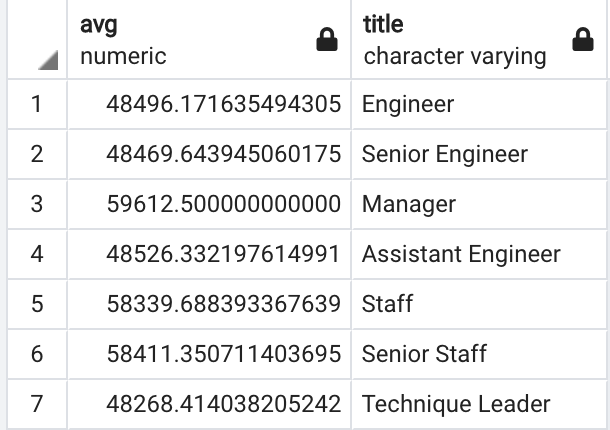 avg title
numeric character varying
1 48496.171635494305 Engineer
2 48469.643945060175 Senior Engineer
3 59612.500000000000 Manager
4 48526.332197614991 Assistant Engineer
5 58339.688393367639 Staff
6 58411.350711403695 Senior Staff
7 48268.414038205242 Technique Leader